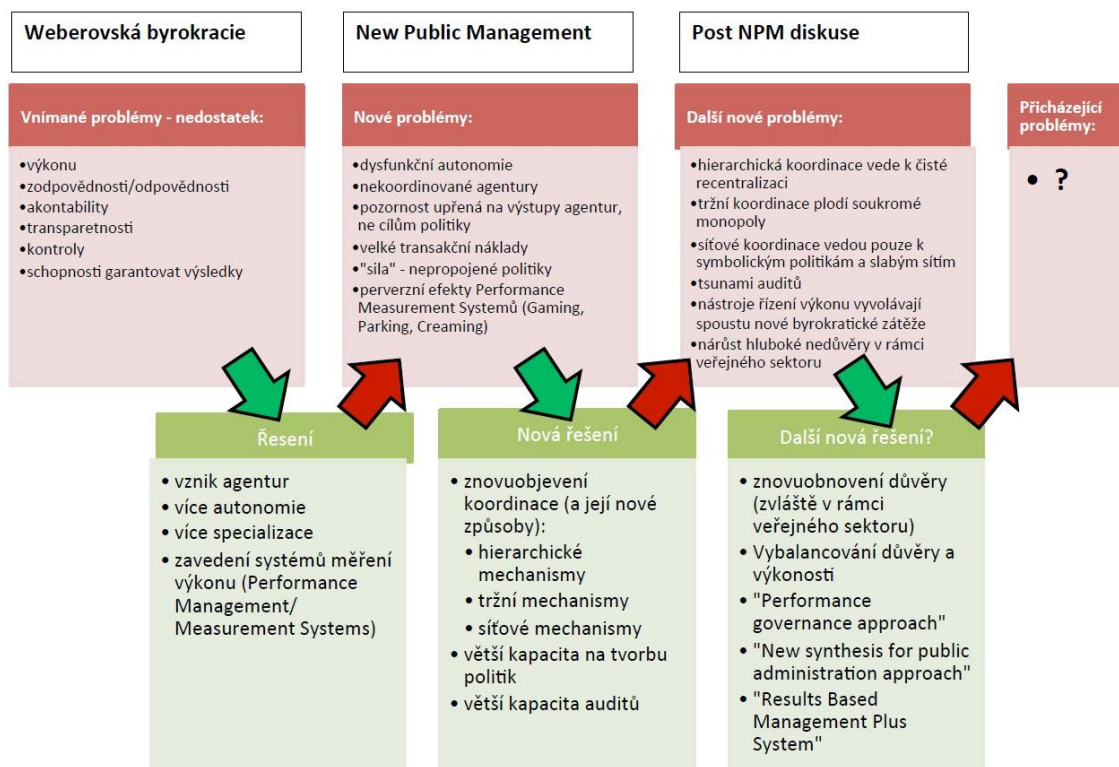 Weberovská byrokracie
New Public Management
Post NPM diskuse
Vnímané problémy - nedostatek:
•výkonu
•zodpovědnosti/odpovědnosti
•akontability
•transparetnosti
•kontroly
•schopnosti garantovat výsledky
Nové problémy:
•dysfunkční autonomie
•nekoordinované agentury
•pozornost upřená na výstupy agentur,
ne cílům politiky
•velké transakční náklady
•"sila" - nepropojené politiky
•perverzní efekty Performance
Measurement Systemů (Gaming,
Parking, Creaming)
Další nové problémy:
•hierarchická koordinace vede k čisté
recentralizaci
•tržní koordinace plodí soukromé
monopoly
•síťové koordinace vedou pouze k
symbolickým politikám a slabým sítím
•tsunami auditů
•nástroje řízení výkonu vyvolávají
spoustu nové byrokratické zátěže
•nárůst hluboké nedůvěry v rámci
veřejného sektoru
Přicházející
problémy:
• ?
Řesení
• vznik agentur
• více autonomie
• více specializace
• zavedení systémů měření
výkonu (Performance
Management/
Measurement Systems)
Nová řešení
• znovuobjevení
koordinace (a její nové
způsoby):
• hierarchické
mechanismy
• tržní mechanismy
• síťové mechanismy
• větší kapacita na tvorbu
politik
• větší kapacita auditů
Další nová řešení?
• znovuobnovení důvěry
(zvláště v rámci
veřejného sektoru)
• Vybalancování důvěry a
výkonosti
• "Performance
governance approach"
• "New synthesis for public
administration approach"
• "Results Based
Management Plus
System"